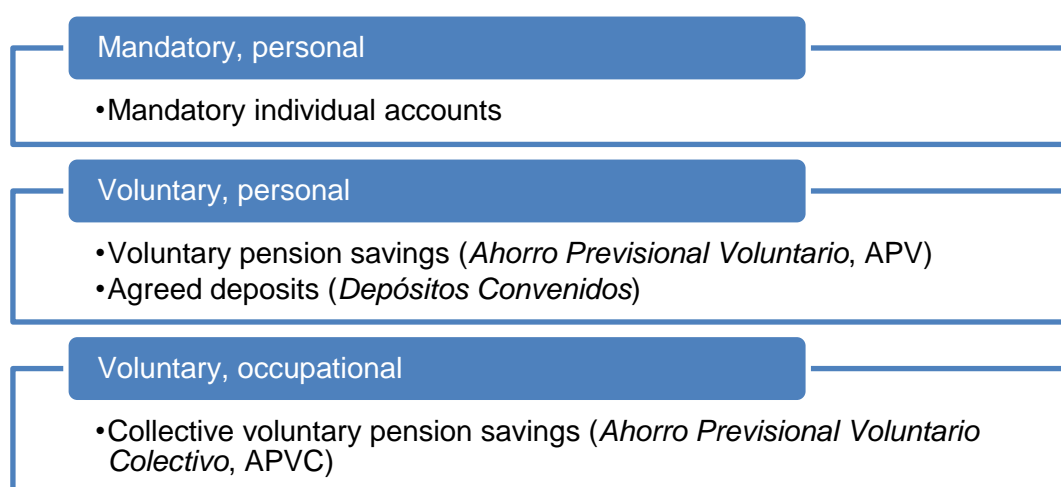 Mandatory, personal
•Mandatory individual accounts
Voluntary, personal
•Voluntary pension savings (Ahorro Previsional Voluntario, APV)
•Agreed deposits (Depósitos Convenidos)
Voluntary, occupational
•Collective voluntary pension savings (Ahorro Previsional Voluntario
Colectivo, APVC)